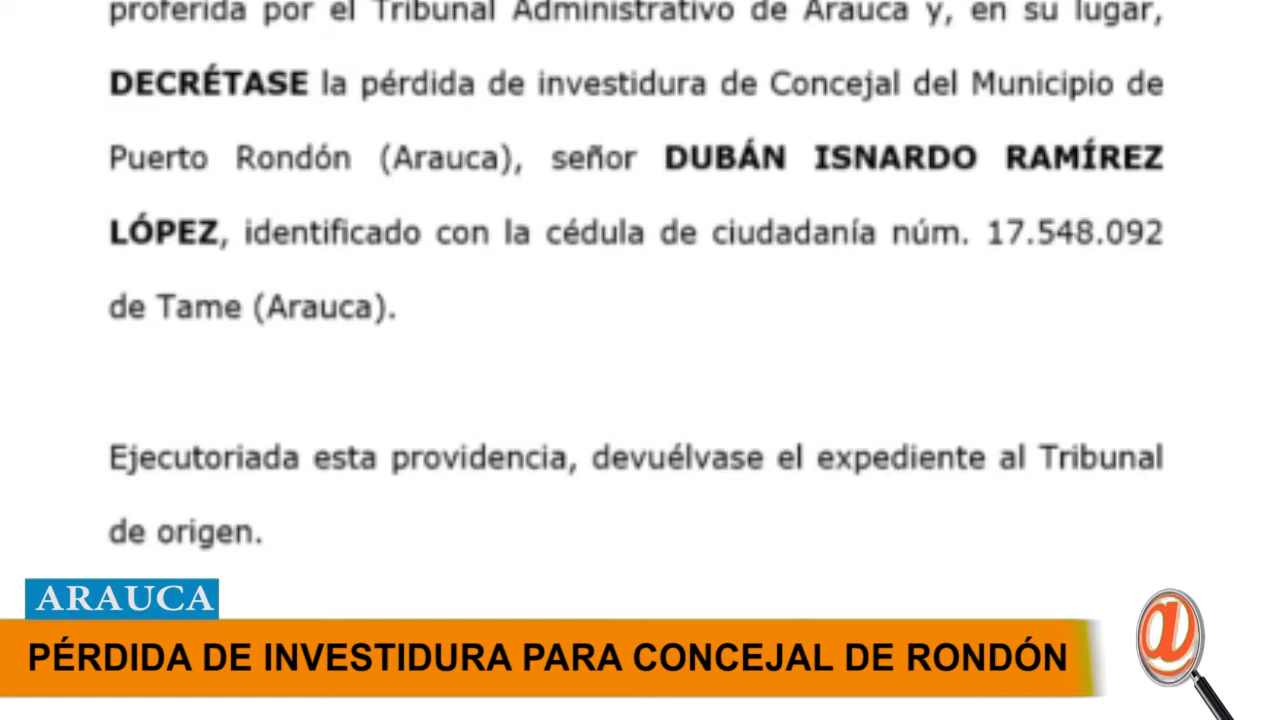 proferida por el Tribunal Administrativo de Arauca y, en su lugar,
DECRÉTASE la pérdida de investidura de Concejal del Municipio de
Puerto Rondón (Arauca), señor DUBÁN ISNARDO RAMÍREZ
LÓPEZ, identificado con la cédula de ciudadanía núm. 17.548.092
de Tame (Arauca).
Ejecutoriada esta providencia, devuélvase el expediente al Tribunal
de origen.
ARAUCA
PÉRDIDA DE INVESTIDURA PARA CONCEJAL DE RONDÓN
@